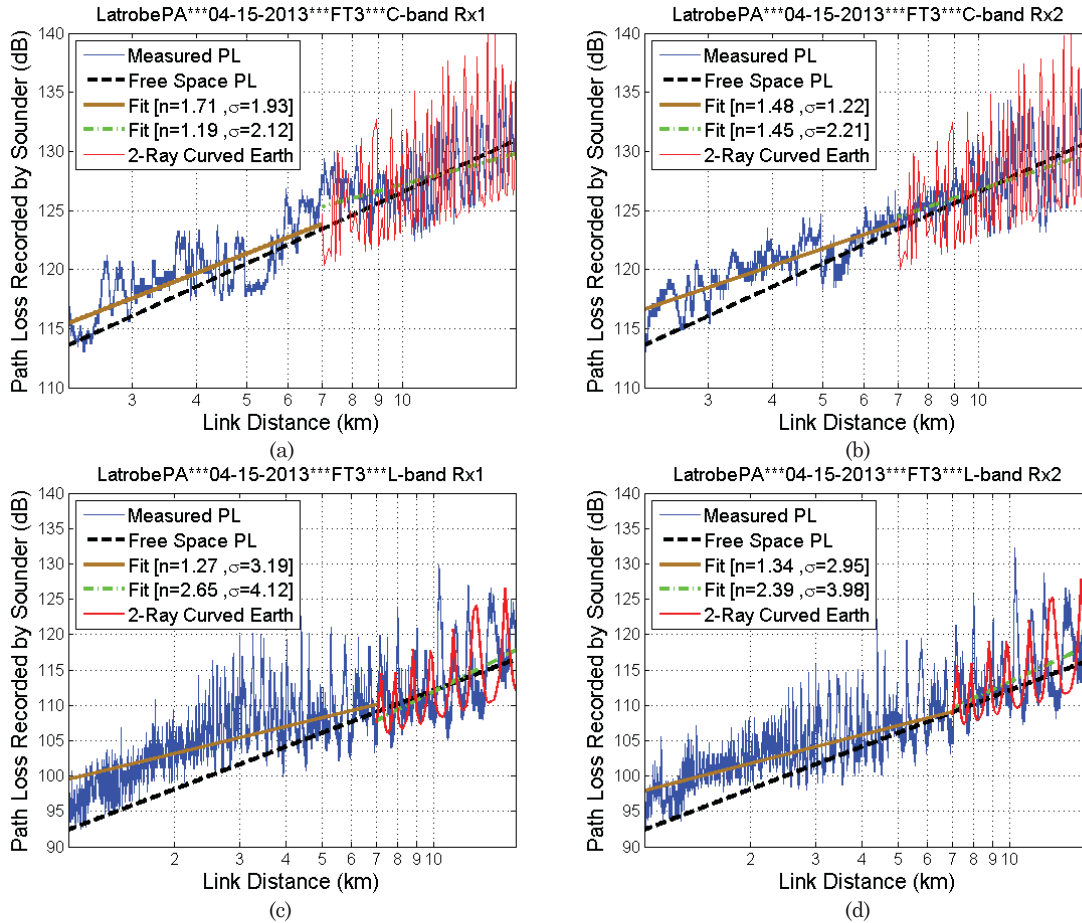 LatrobePA***04-15-2013***FT3***C-band Rx1
Path Loss Recorded by Sounder (dB)
140
135
130
125
120
115
110
Measured PL
Free Space PL
Fit [n=1.71 ,σ=1.93]
Fit [n=1.19 ,σ=2.12]
2-Ray Curved Earth
3 4 5 6 7 8 9 10
Link Distance (km)
(a)
LatrobePA***04-15-2013***FT3***C-band Rx2
Path Loss Recorded by Sounder (dB)
140
135
130
125
120
115
110
Measured PL
Free Space PL
Fit [n=1.48 ,σ=1.22]
Fit [n=1.45 ,σ=2.21]
2-Ray Curved Earth
3 4 5 6 7 8 9 10
Link Distance (km)
(b)
LatrobePA***04-15-2013***FT3***L-band Rx1
Path Loss Recorded by Sounder (dB)
140
135
130
125
120
115
110
105
100
95
90
Measured PL
Free Space PL
Fit [n=1.27 ,σ=3.19]
Fit [n=2.65 ,σ=4.12]
2-Ray Curved Earth
2 3 4 5 6 7 8 9 10
Link Distance (km)
(c)
LatrobePA***04-15-2013***FT3***L-band Rx2
Path Loss Recorded by Sounder (dB)
140
135
130
125
120
115
110
105
100
95
90
Measured PL
Free Space PL
Fit [n=1.34 ,σ=2.95]
Fit [n=2.39 ,σ=3.98]
2-Ray Curved Earth
2 3 4 5 6 7 8 9 10
Link Distance (km)
(d)